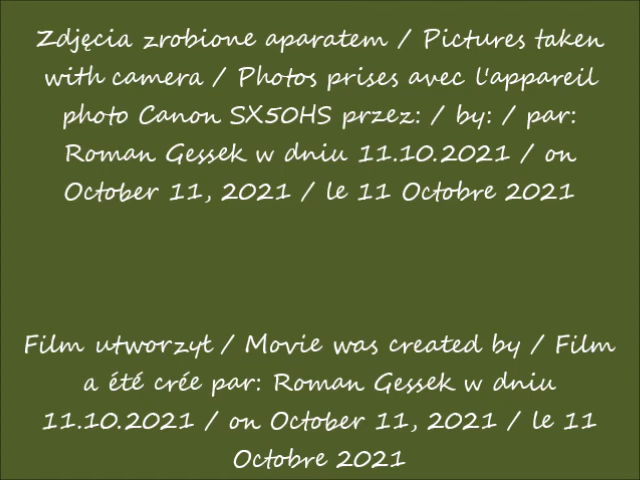 Zdjęcia zrobione aparatem / Pictures taken
with camera / Photos prises avec l'appareil
photo Canon SX50HS przez: / by: / par:
Roman Gessek w dniu 11.10.2021 / on
October 11, 2021 / le 11 Octobre 2021
Film utworzył / Movie was created by / Film
a été crée par: Roman Gessek w dniu
11.10.2021 / on October 11, 2021 / le 11
Octobre 2021